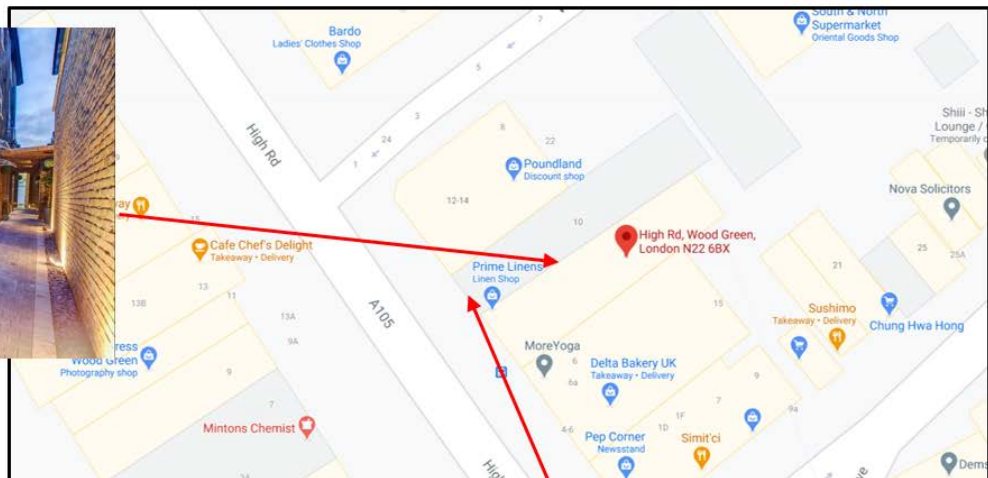 Bardo
Ladies' Clothes Shop
7
South & North
Supermarket
Oriental Goods Shop
5
3
24
1
High Rd
8
22
Poundland
Discount shop
12-14
10
Shiii - Sh
Lounge /
Temporarily c
Nova Solicitors
25
25A
way
15
Cafe Chef's Delight
Takeaway • Delivery
High Rd, Wood Green,
London N22 6BX
13
11
13B
13A
9A
Prime Linens
Linen Shop
A105
21
15
Sushimo
Takeaway • Delivery
Chung Hwa Hong
ress
Wood Green
Photography shop
9
7
MoreYoga
6
6a
Delta Bakery UK
Takeaway • Delivery
9
9a
7
1F
1D
4-6
Mintons Chemist
Pep Corner
Newsstand
Simit'ci
Dems
High
ve